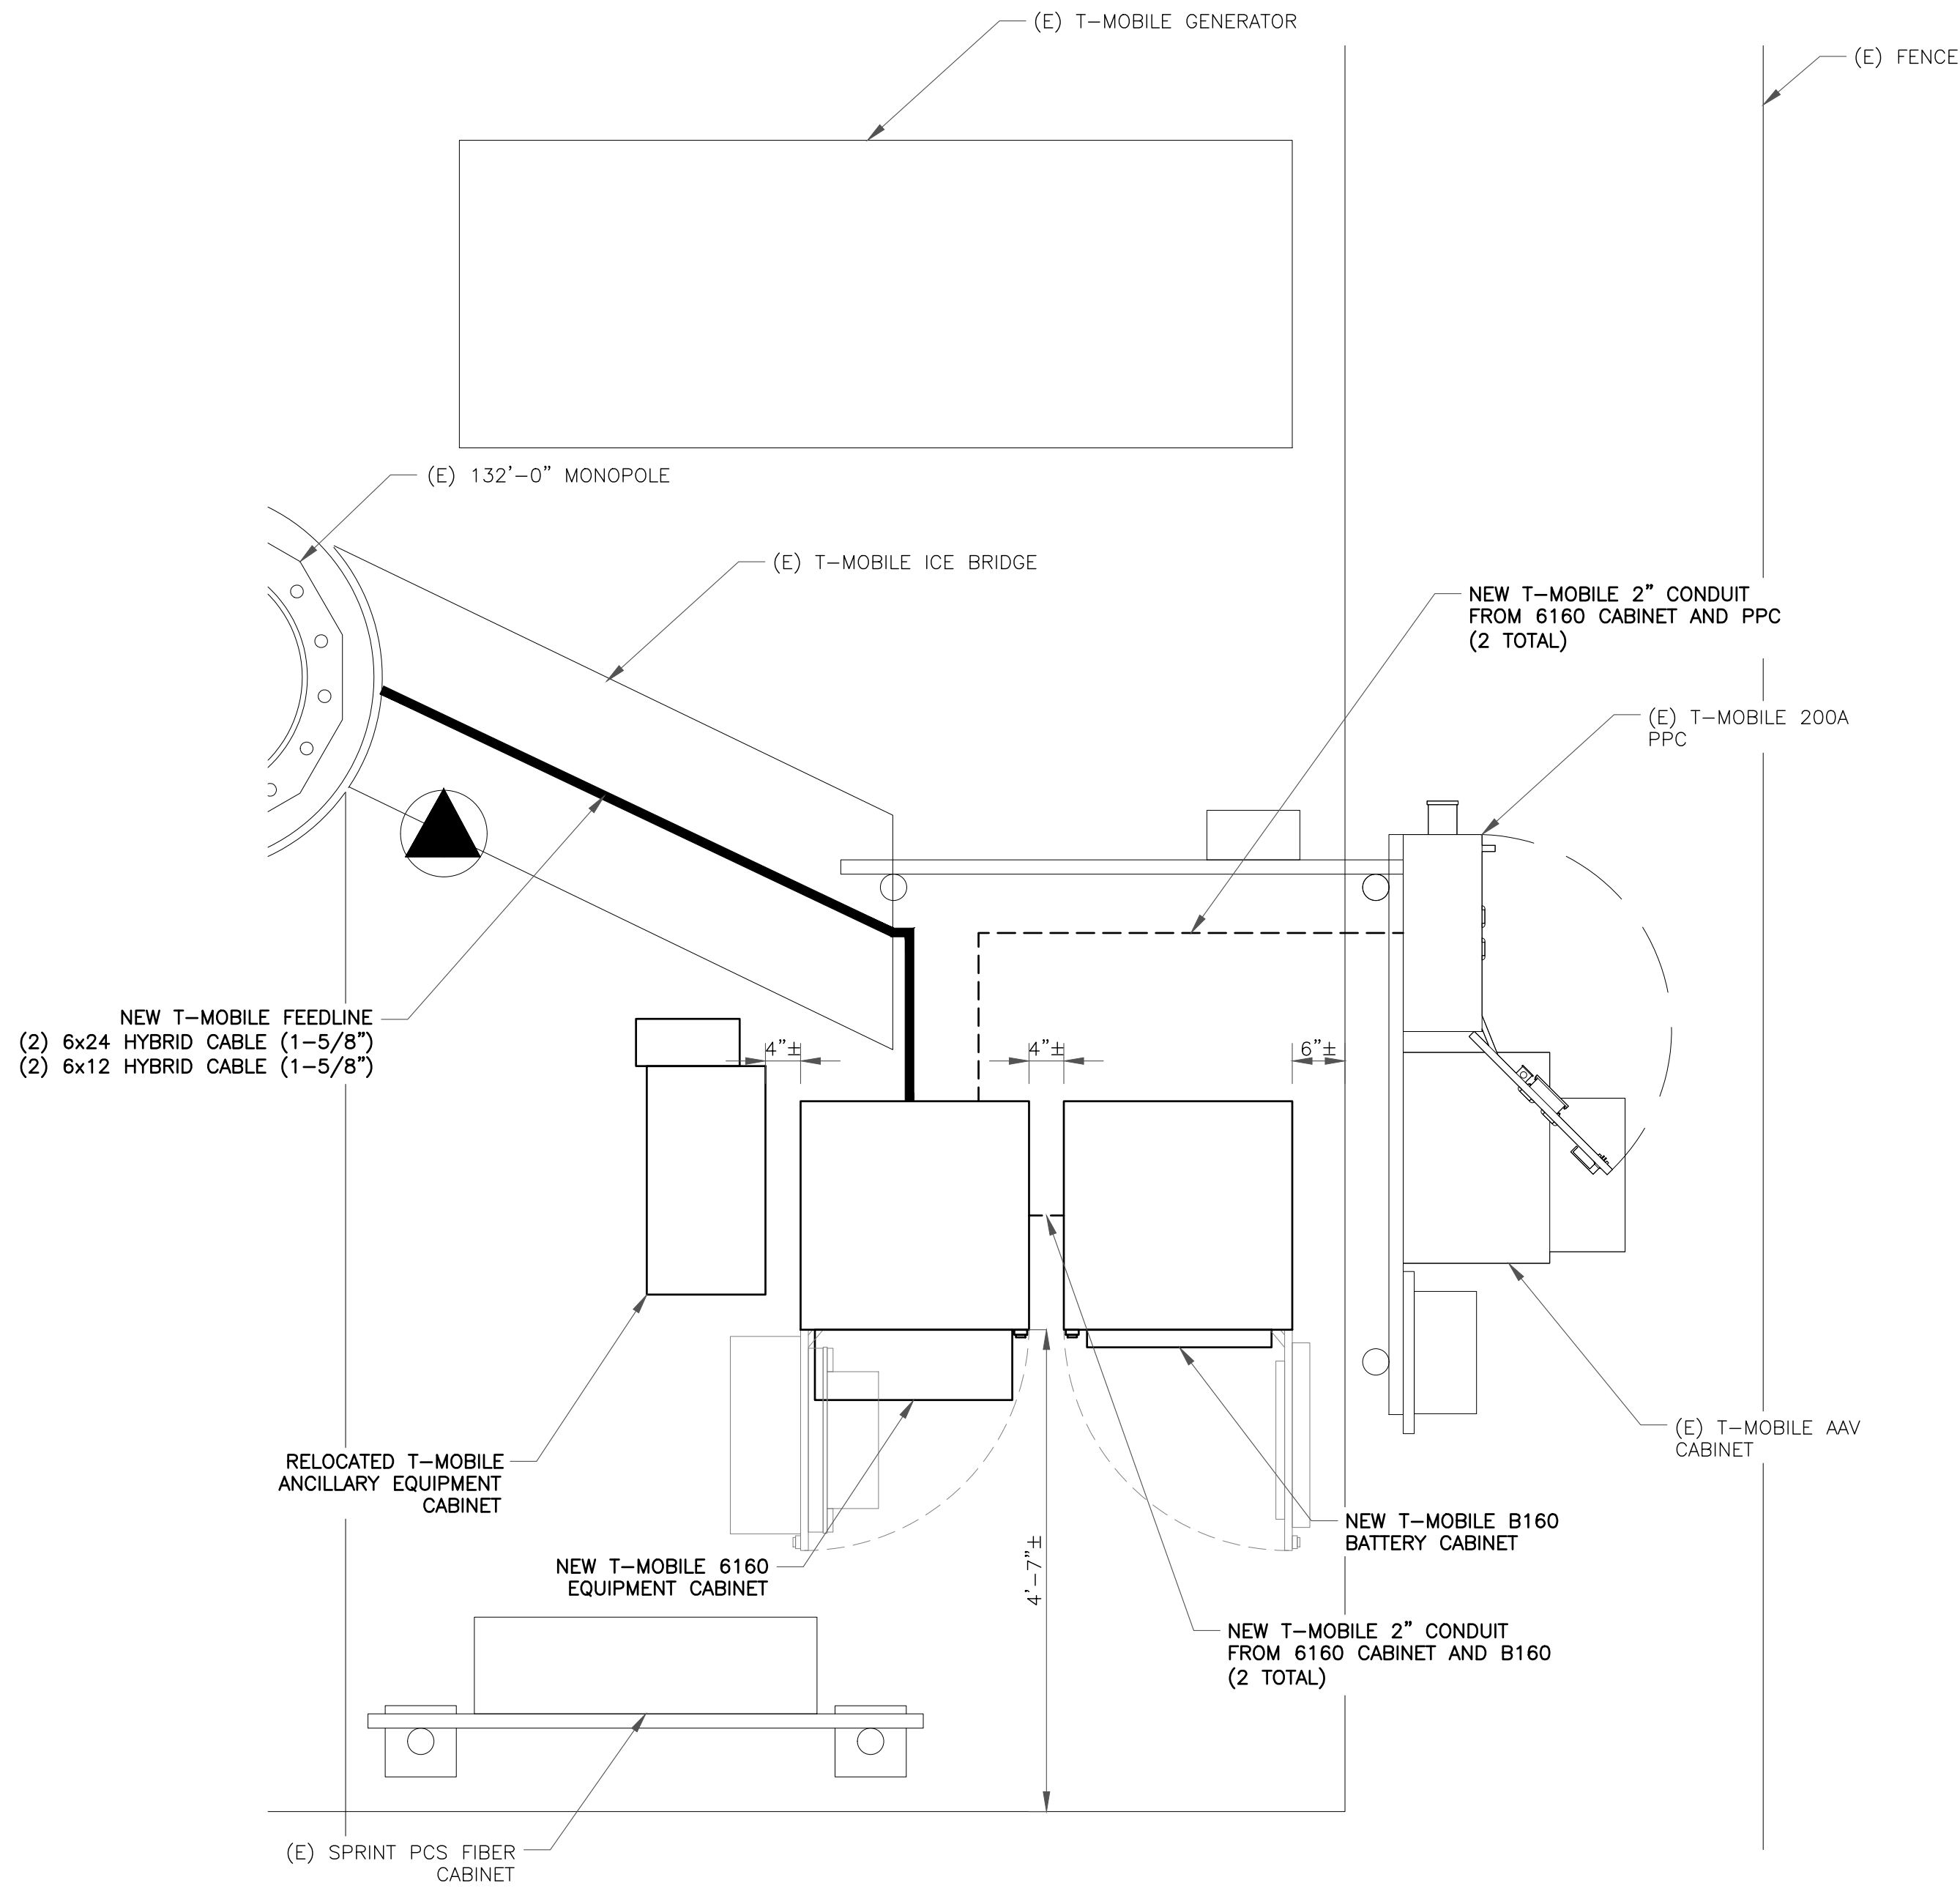 (E) T-MOBILE GENERATOR
(E) FENCE
(E) 132'-0" MONOPOLE
(E) T-MOBILE ICE BRIDGE
NEW T-MOBILE 2" CONDUIT
FROM 6160 CABINET AND PPC
(2 TOTAL)
(E) T-MOBILE 200A
PPC
NEW T-MOBILE FEEDLINE
(2) 6x24 HYBRID CABLE (1-5/8")
(2) 6x12 HYBRID CABLE (1-5/8")
4"±
4"±
6"±
RELOCATED T-MOBILE
ANCILLARY EQUIPMENT
CABINET
(E) T-MOBILE AAV
CABINET
NEW T-MOBILE B160
BATTERY CABINET
NEW T-MOBILE 6160
EQUIPMENT CABINET
4'-7"±
NEW T-MOBILE 2" CONDUIT
FROM 6160 CABINET AND B160
(2 TOTAL)
(E) SPRINT PCS FIBER
CABINET